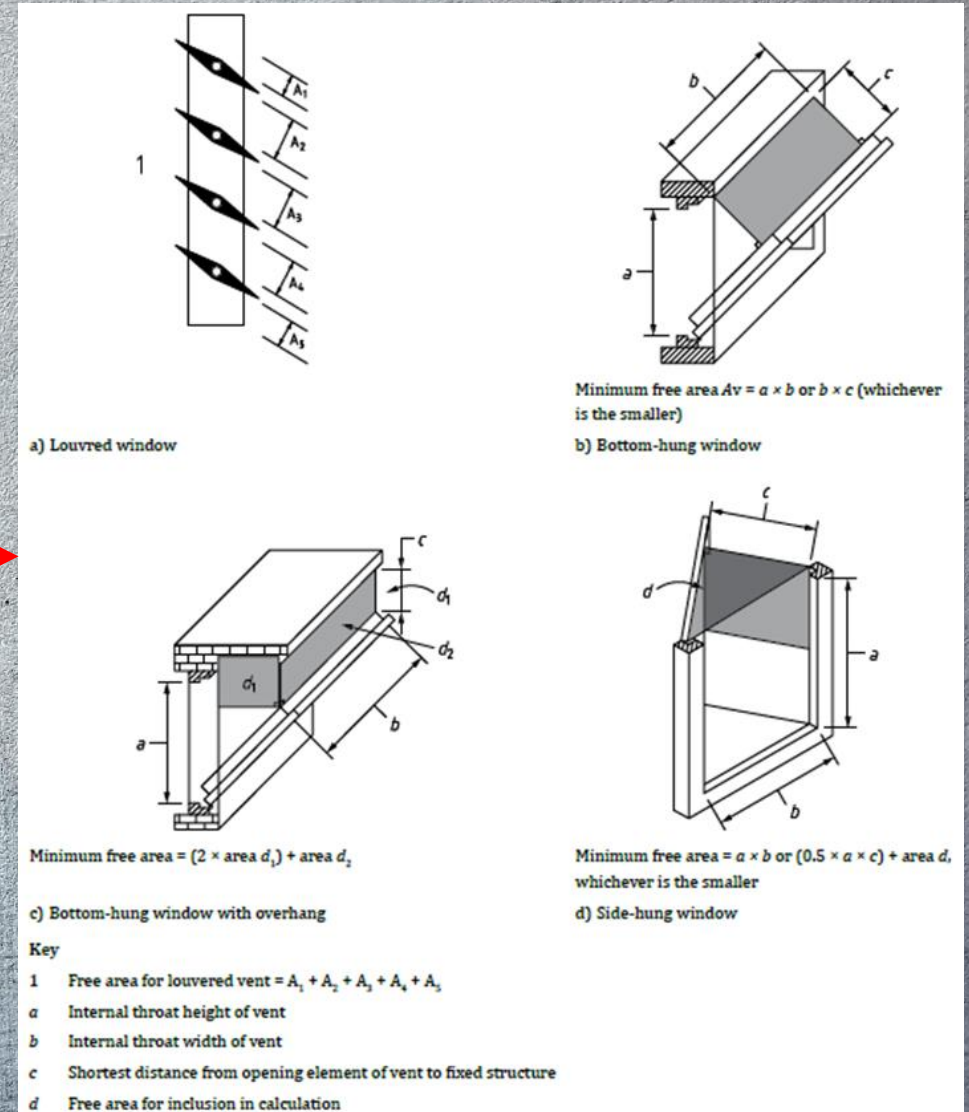 1
A₁
A₂
A₃
A₄
A₅
a) Louvred window
b
c
a
Minimum free area Av = a × b or b × c (whichever
is the smaller)
b) Bottom-hung window
c
d₁
d₂
d₁
a
b
Minimum free area = (2 × area d₁) + area d₂
c) Bottom-hung window with overhang
c
d
a
b
Minimum free area = a × b or (0.5 × a × c) + area d,
whichever is the smaller
d) Side-hung window
Key
1 Free area for louvered vent = A₁ + A₂ + A₃ + A₄ + A₅
a Internal throat height of vent
b Internal throat width of vent
c Shortest distance from opening element of vent to fixed structure
d Free area for inclusion in calculation